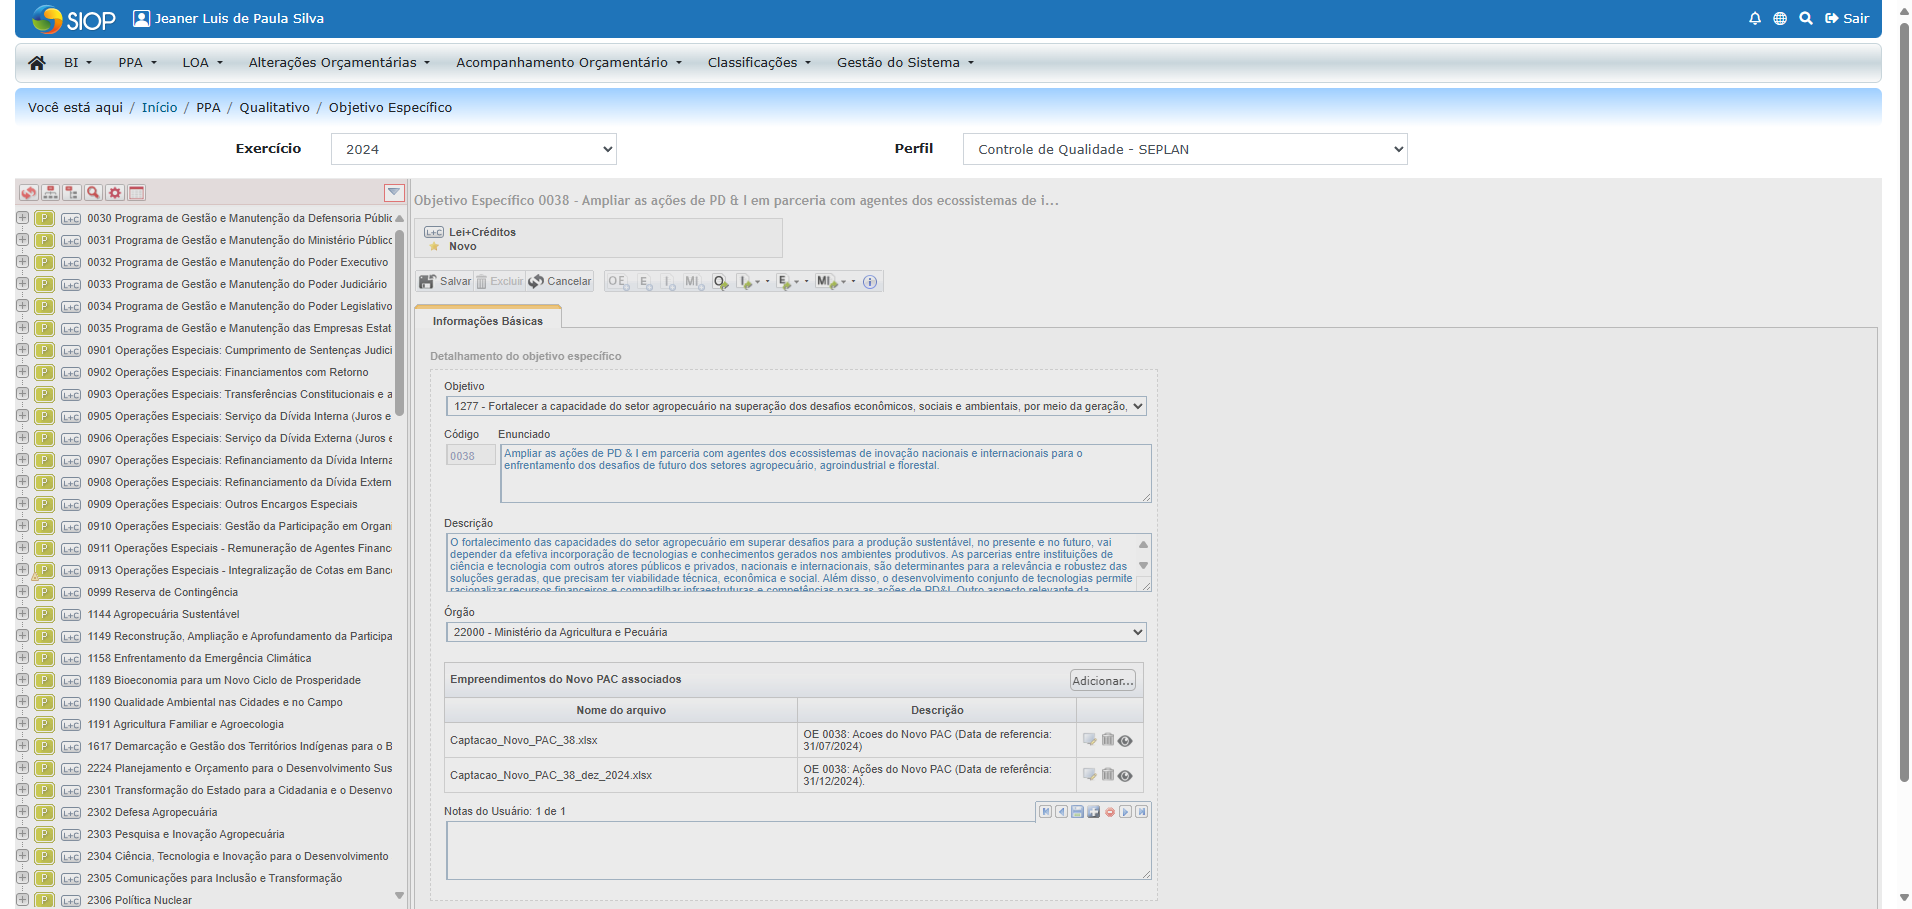 SIOP Jeaner Luis de Paula Silva Sair
BI PPA LOA Alterações Orçamentárias Acompanhamento Orçamentário Classificações Gestão do Sistema
Você está aqui / Início / PPA / Qualitativo / Objetivo Específico
Exercício 2024 Perfil Controle de Qualidade - SEPLAN
P L+C 0030 Programa de Gestão e Manutenção da Defensoria Públic
P L+C 0031 Programa de Gestão e Manutenção do Ministério Público
P L+C 0032 Programa de Gestão e Manutenção do Poder Executivo
P L+C 0033 Programa de Gestão e Manutenção do Poder Judiciário
P L+C 0034 Programa de Gestão e Manutenção do Poder Legislativo
P L+C 0035 Programa de Gestão e Manutenção das Empresas Estat
P L+C 0901 Operações Especiais: Cumprimento de Sentenças Judici
P L+C 0902 Operações Especiais: Financiamentos com Retorno
P L+C 0903 Operações Especiais: Transferências Constitucionais e a
P L+C 0905 Operações Especiais: Serviço da Dívida Interna (Juros e
P L+C 0906 Operações Especiais: Serviço da Dívida Externa (Juros e
P L+C 0907 Operações Especiais: Refinanciamento da Dívida Interna
P L+C 0908 Operações Especiais: Refinanciamento da Dívida Extern
P L+C 0909 Operações Especiais: Outros Encargos Especiais
P L+C 0910 Operações Especiais: Gestão da Participação em Organi
P L+C 0911 Operações Especiais - Remuneração de Agentes Financ
P L+C 0913 Operações Especiais - Integralização de Cotas em Banc
P L+C 0999 Reserva de Contingência
P L+C 1144 Agropecuária Sustentável
P L+C 1149 Reconstrução, Ampliação e Aprofundamento da Participa
P L+C 1158 Enfrentamento da Emergência Climática
P L+C 1189 Bioeconomia para um Novo Ciclo de Prosperidade
P L+C 1190 Qualidade Ambiental nas Cidades e no Campo
P L+C 1191 Agricultura Familiar e Agroecologia
P L+C 1617 Demarcação e Gestão dos Territórios Indígenas para o B
P L+C 2224 Planejamento e Orçamento para o Desenvolvimento Sus
P L+C 2301 Transformação do Estado para a Cidadania e o Desenvo
P L+C 2302 Defesa Agropecuária
P L+C 2303 Pesquisa e Inovação Agropecuária
P L+C 2304 Ciência, Tecnologia e Inovação para o Desenvolvimento
P L+C 2305 Comunicações para Inclusão e Transformação
P L+C 2306 Política Nuclear
Objetivo Específico 0038 - Ampliar as ações de PD & I em parceria com agentes dos ecossistemas de i...
L+C Lei+Créditos
Novo
Salvar Excluir Cancelar OE E I MI O I E MI
Informações Básicas
Detalhamento do objetivo específico
Objetivo
1277 - Fortalecer a capacidade do setor agropecuário na superação dos desafios econômicos, sociais e ambientais, por meio da geração,
Código Enunciado
0038
Ampliar as ações de PD & I em parceria com agentes dos ecossistemas de inovação nacionais e internacionais para o
enfrentamento dos desafios de futuro dos setores agropecuário, agroindustrial e florestal.
Descrição
O fortalecimento das capacidades do setor agropecuário em superar desafios para a produção sustentável, no presente e no futuro, vai
depender da efetiva incorporação de tecnologias e conhecimentos gerados nos ambientes produtivos. As parcerias entre instituições de
ciência e tecnologia com outros atores públicos e privados, nacionais e internacionais, são determinantes para a relevância e robustez das
soluções geradas, que precisam ter viabilidade técnica, econômica e social. Além disso, o desenvolvimento conjunto de tecnologias permite
racionalizar recursos financeiros e compartilhar infraestruturas e competências para as ações de PD&I. Outro aspecto relevante da
Órgão
22000 - Ministério da Agricultura e Pecuária
Empreendimentos do Novo PAC associados Adicionar...
Nome do arquivo Descrição
Captacao_Novo_PAC_38.xlsx
OE 0038: Acoes do Novo PAC (Data de referencia:
31/07/2024)
Captacao_Novo_PAC_38_dez_2024.xlsx
OE 0038: Ações do Novo PAC (Data de referência:
31/12/2024).
Notas do Usuário: 1 de 1